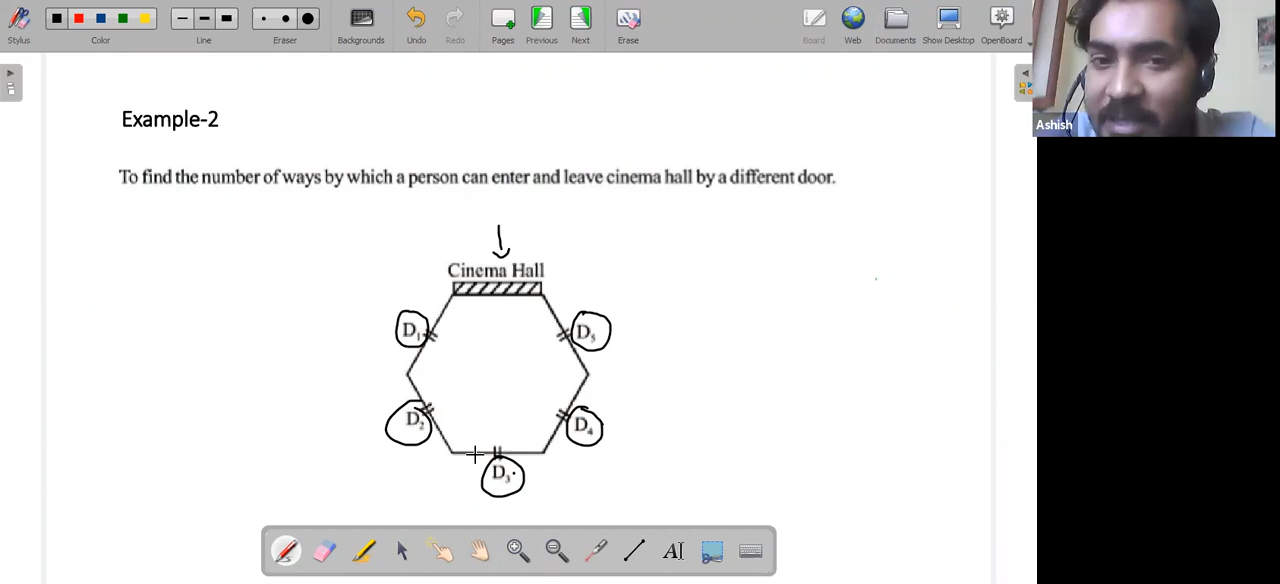 Stylus
Color
Line
Eraser
Backgrounds
Undo
Redo
Pages
Previous
Next
Erase
Board
Web
Documents
Show Desktop
OpenBoard
Ashish
Example-2
To find the number of ways by which a person can enter and leave cinema hall by a different door.
Cinema Hall
D₁
D₅
D₂
D₄
D₃
AI